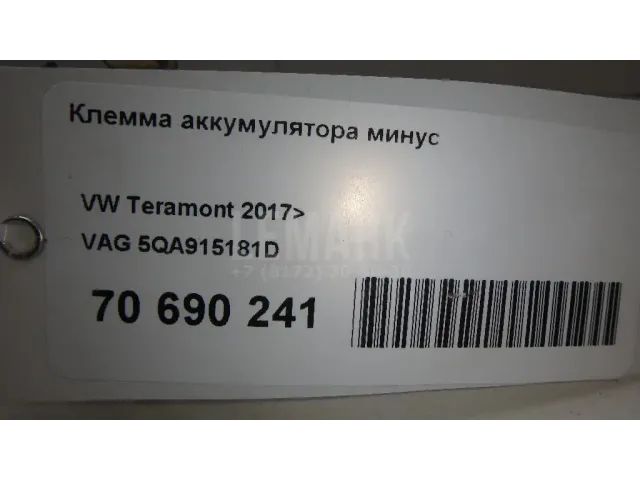 Клемма аккумулятора минус
VW Teramont 2017>
VAG 5QA915181D
70 690 241